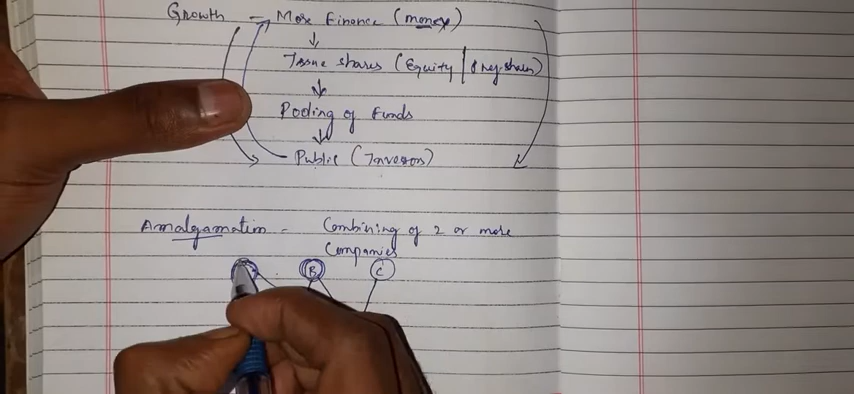 Growth – More Finance (money)
Issue shares (Equity | Pref. shares)
Pooling of Funds
Public (Investors)
Amalgamation = Combining of 2 or more
Companies
B C